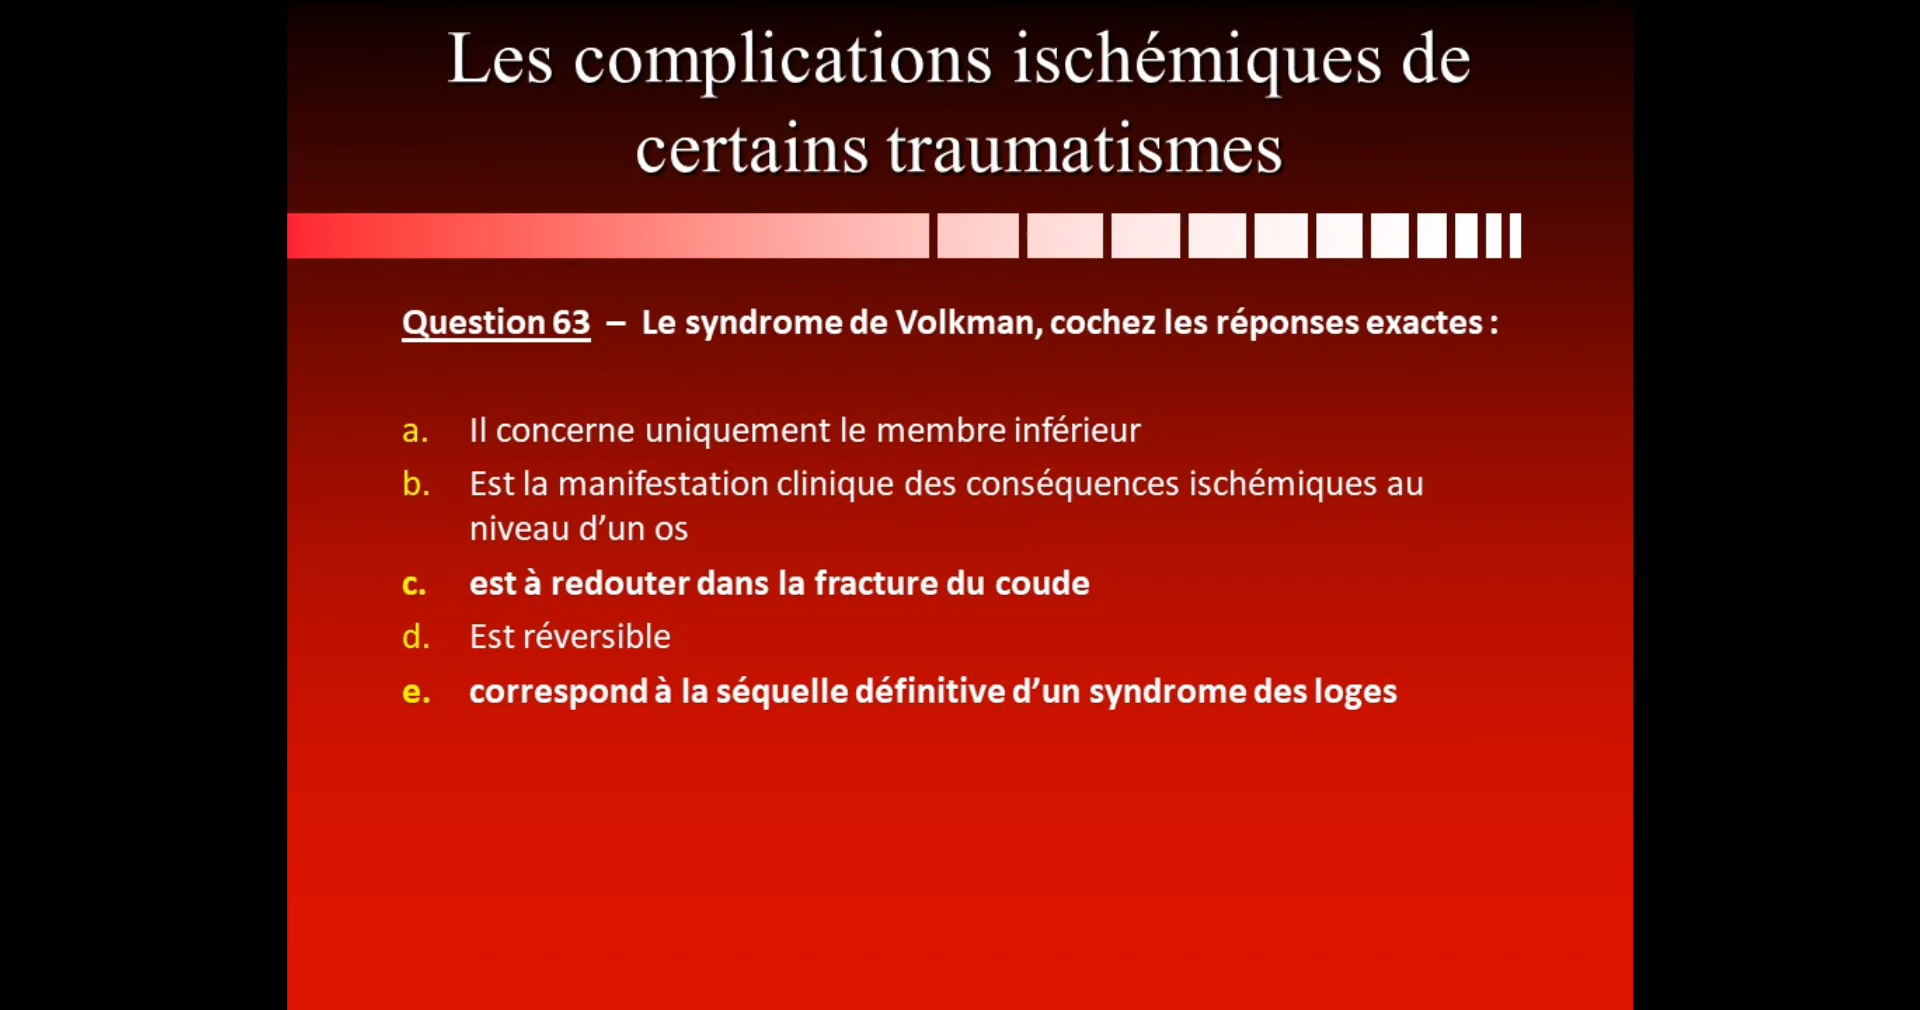 Les complications ischémiques de
certains traumatismes
Question 63 – Le syndrome de Volkman, cochez les réponses exactes :
a. Il concerne uniquement le membre inférieur
b. Est la manifestation clinique des conséquences ischémiques au
niveau d’un os
c. est à redouter dans la fracture du coude
d. Est réversible
e. correspond à la séquelle définitive d’un syndrome des loges